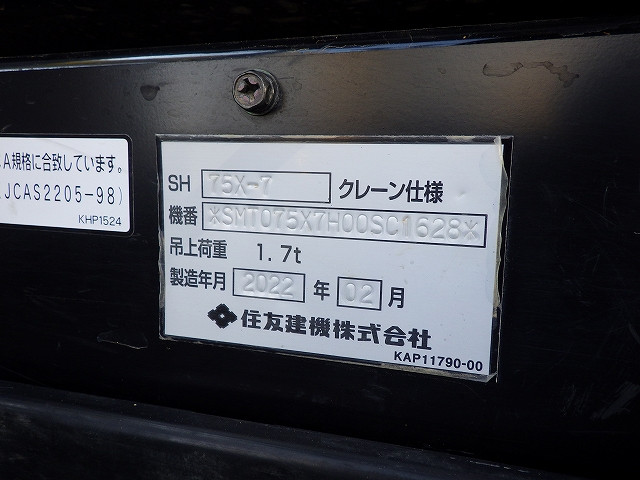 A規格に合致しています。
JCAS2205-98)
KHP1524
SH 75X-7 クレーン仕様
機番 *SMT075X7H00SC1628*
吊上荷重 1.7t
製造年月 2022 年 02 月
住友建機株式会社
KAP11790-00